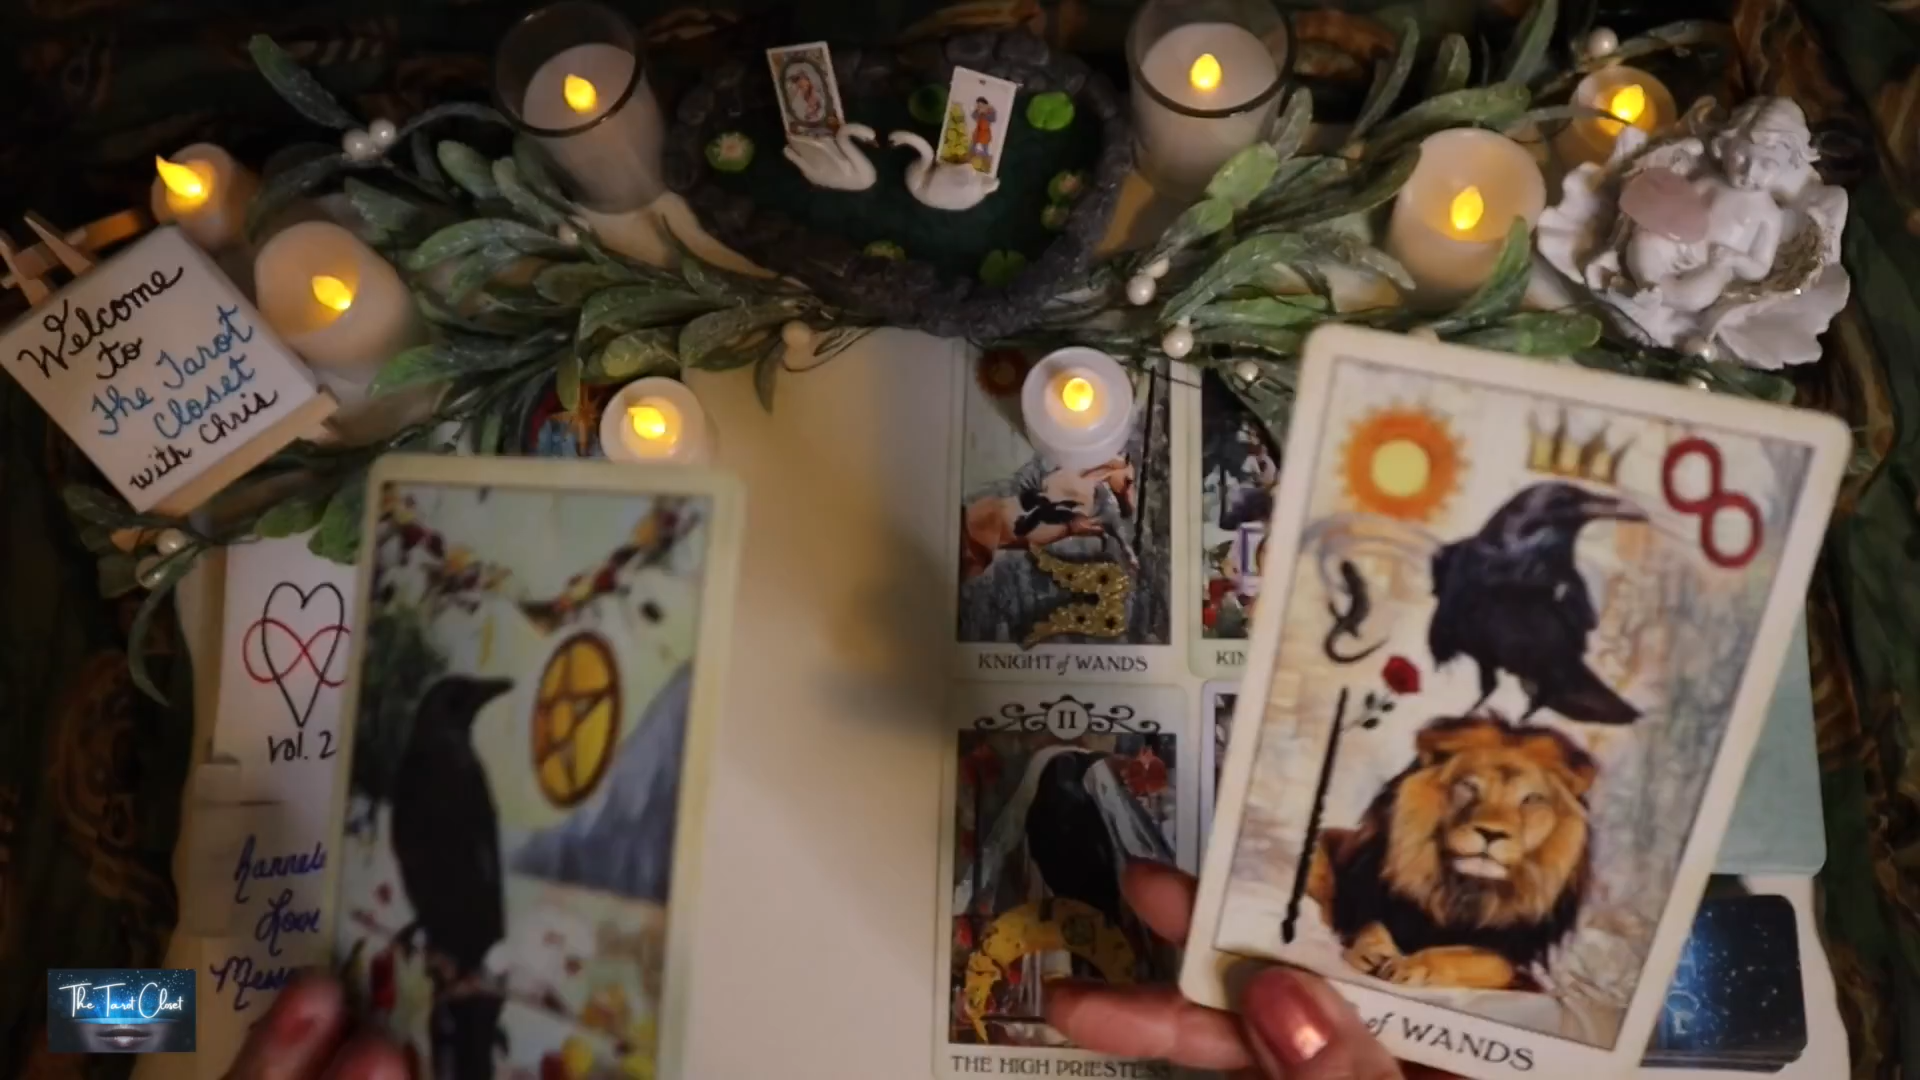 Welcome
to
The Tarot
Closet
with Chris
vol. 2
Love
KNIGHT of WANDS
II
THE HIGH PRIESTESS
of WANDS
The Tarot Closet